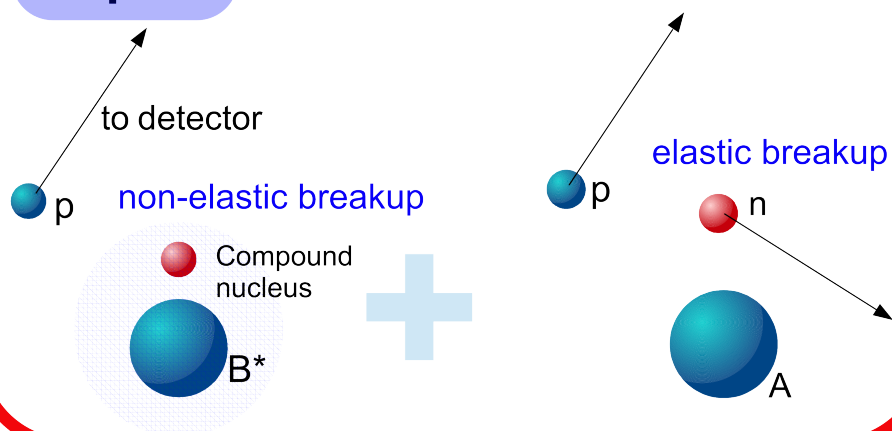 to detector
elastic breakup
p
non-elastic breakup
p
n
Compound
nucleus
B*
A